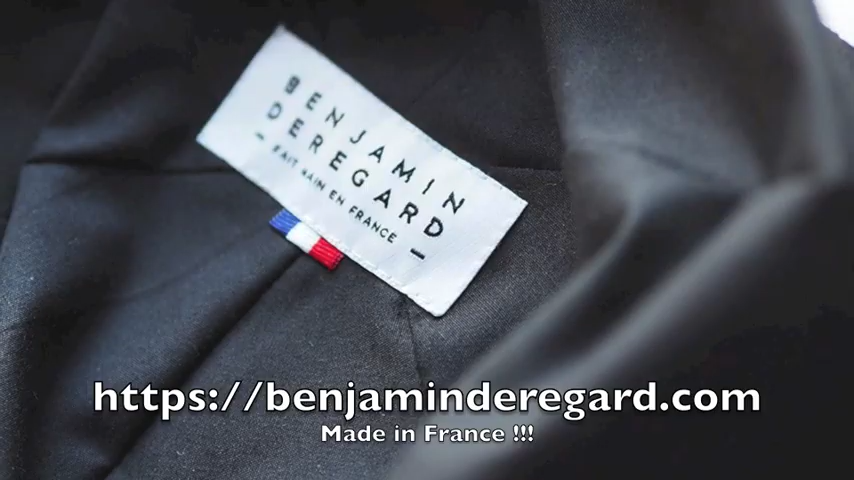 BENJAMIN
DEREGARD
– FAIT MAIN EN FRANCE –
https://benjaminderegard.com
Made in France !!!